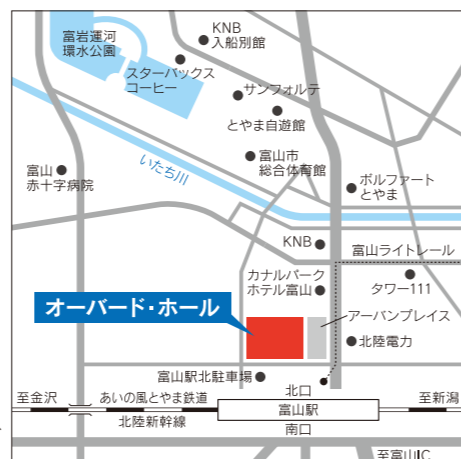 富岩運河
環水公園
KNB
入船別館
スターバックス
コーヒー
サンフォルテ
とやま自遊館
富山市
総合体育館
富山
赤十字病院
いたち川
ボルファート
とやま
KNB
富山ライトレール
カナルパーク
ホテル富山
タワー111
オーバード・ホール
アーバンプレイス
北陸電力
富山駅北駐車場
北口
至金沢
あいの風とやま鉄道
至新潟
北陸新幹線
富山駅
南口
至富山IC